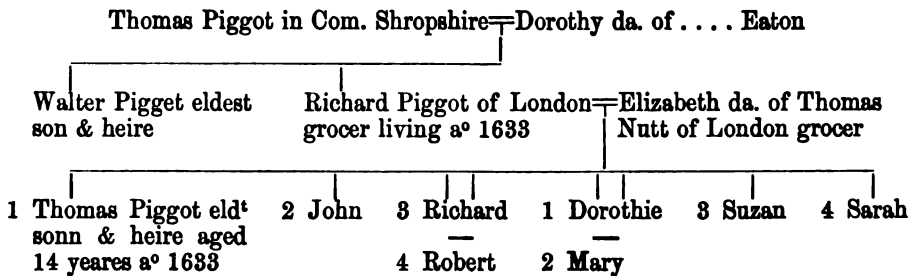 Thomas Piggot in Com. Shropshire=Dorothy da. of . . . . Eaton
Walter Pigget eldest
son & heire
Richard Piggot of London=Elizabeth da. of Thomas
grocer living aº 1633
Nutt of London grocer
1 Thomas Piggot eldᵗ
sonn & heire aged
14 yeares aº 1633
2 John
3 Richard
4 Robert
1 Dorothie
2 Mary
3 Suzan
4 Sarah